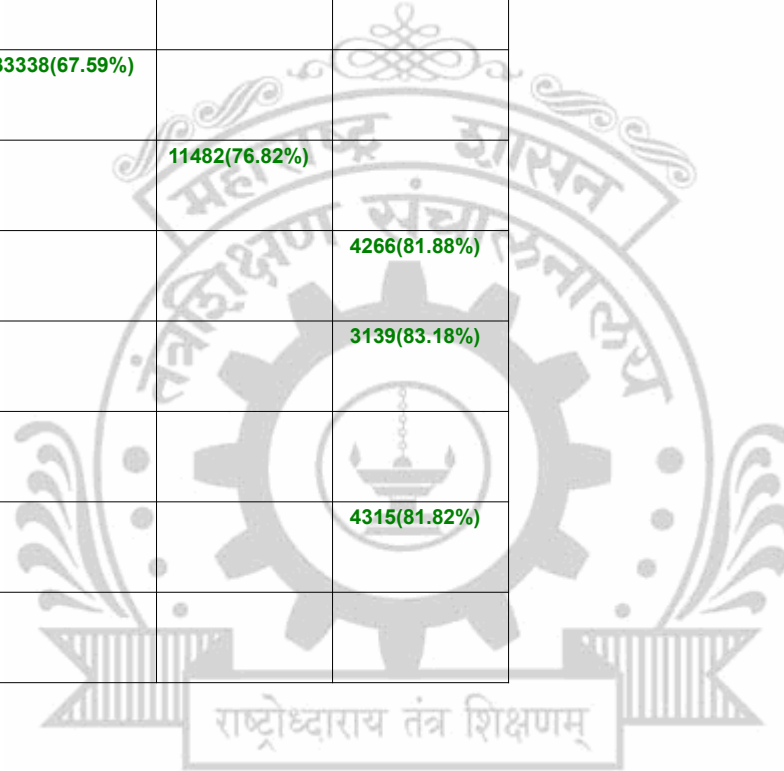 33338(67.59%)
11482(76.82%)
4266(81.88%)
3139(83.18%)
4315(81.82%)
महाराष्ट्र शासन
तंत्रशिक्षण संचालनालय
राष्ट्रोध्दाराय तंत्र शिक्षणम्